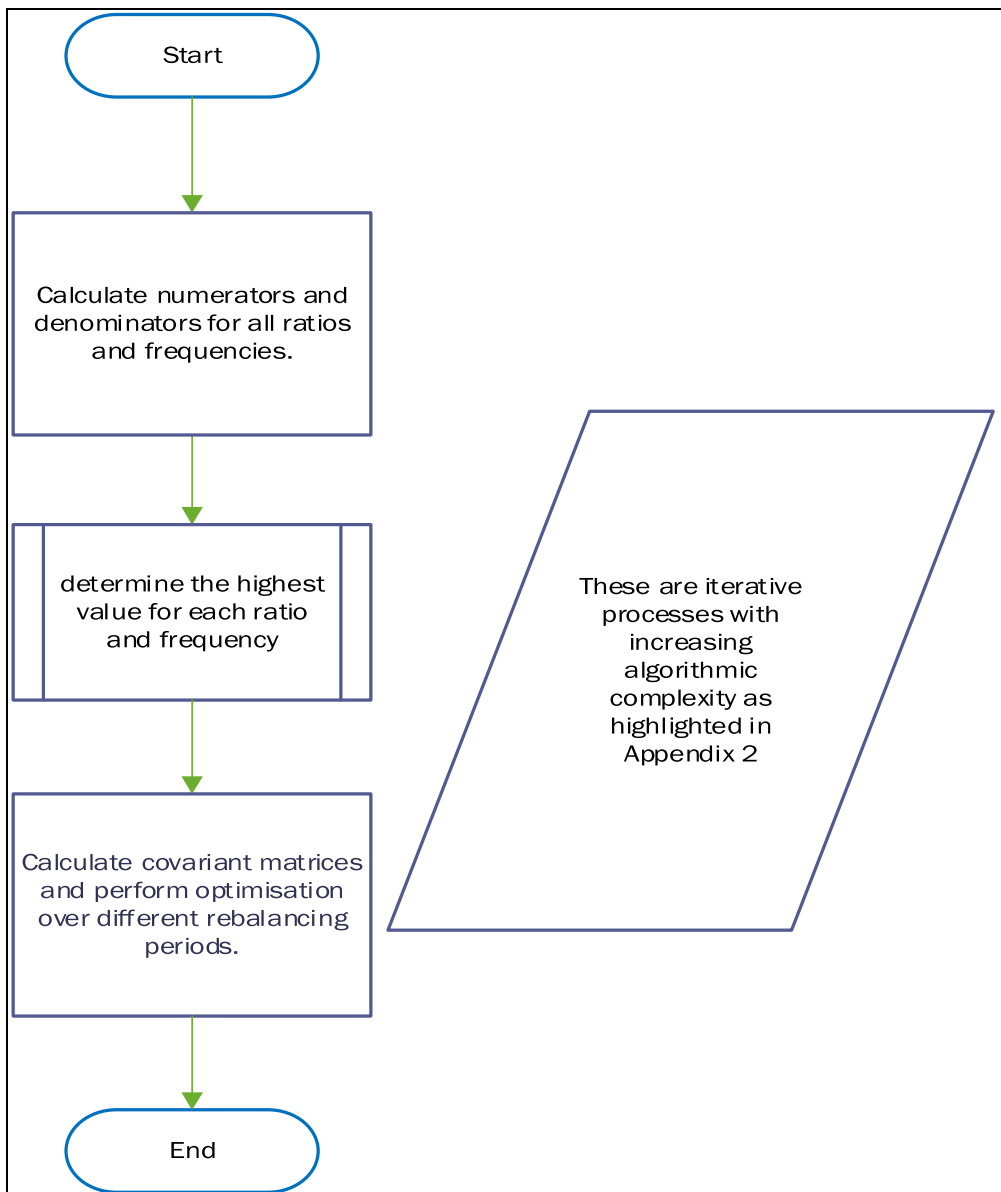 Start
Calculate numerators and
denominators for all ratios
and frequencies.
determine the highest
value for each ratio
and frequency
These are iterative
processes with
increasing
algorithmic
complexity as
highlighted in
Appendix 2
Calculate covariant matrices
and perform optimisation
over different rebalancing
periods.
End